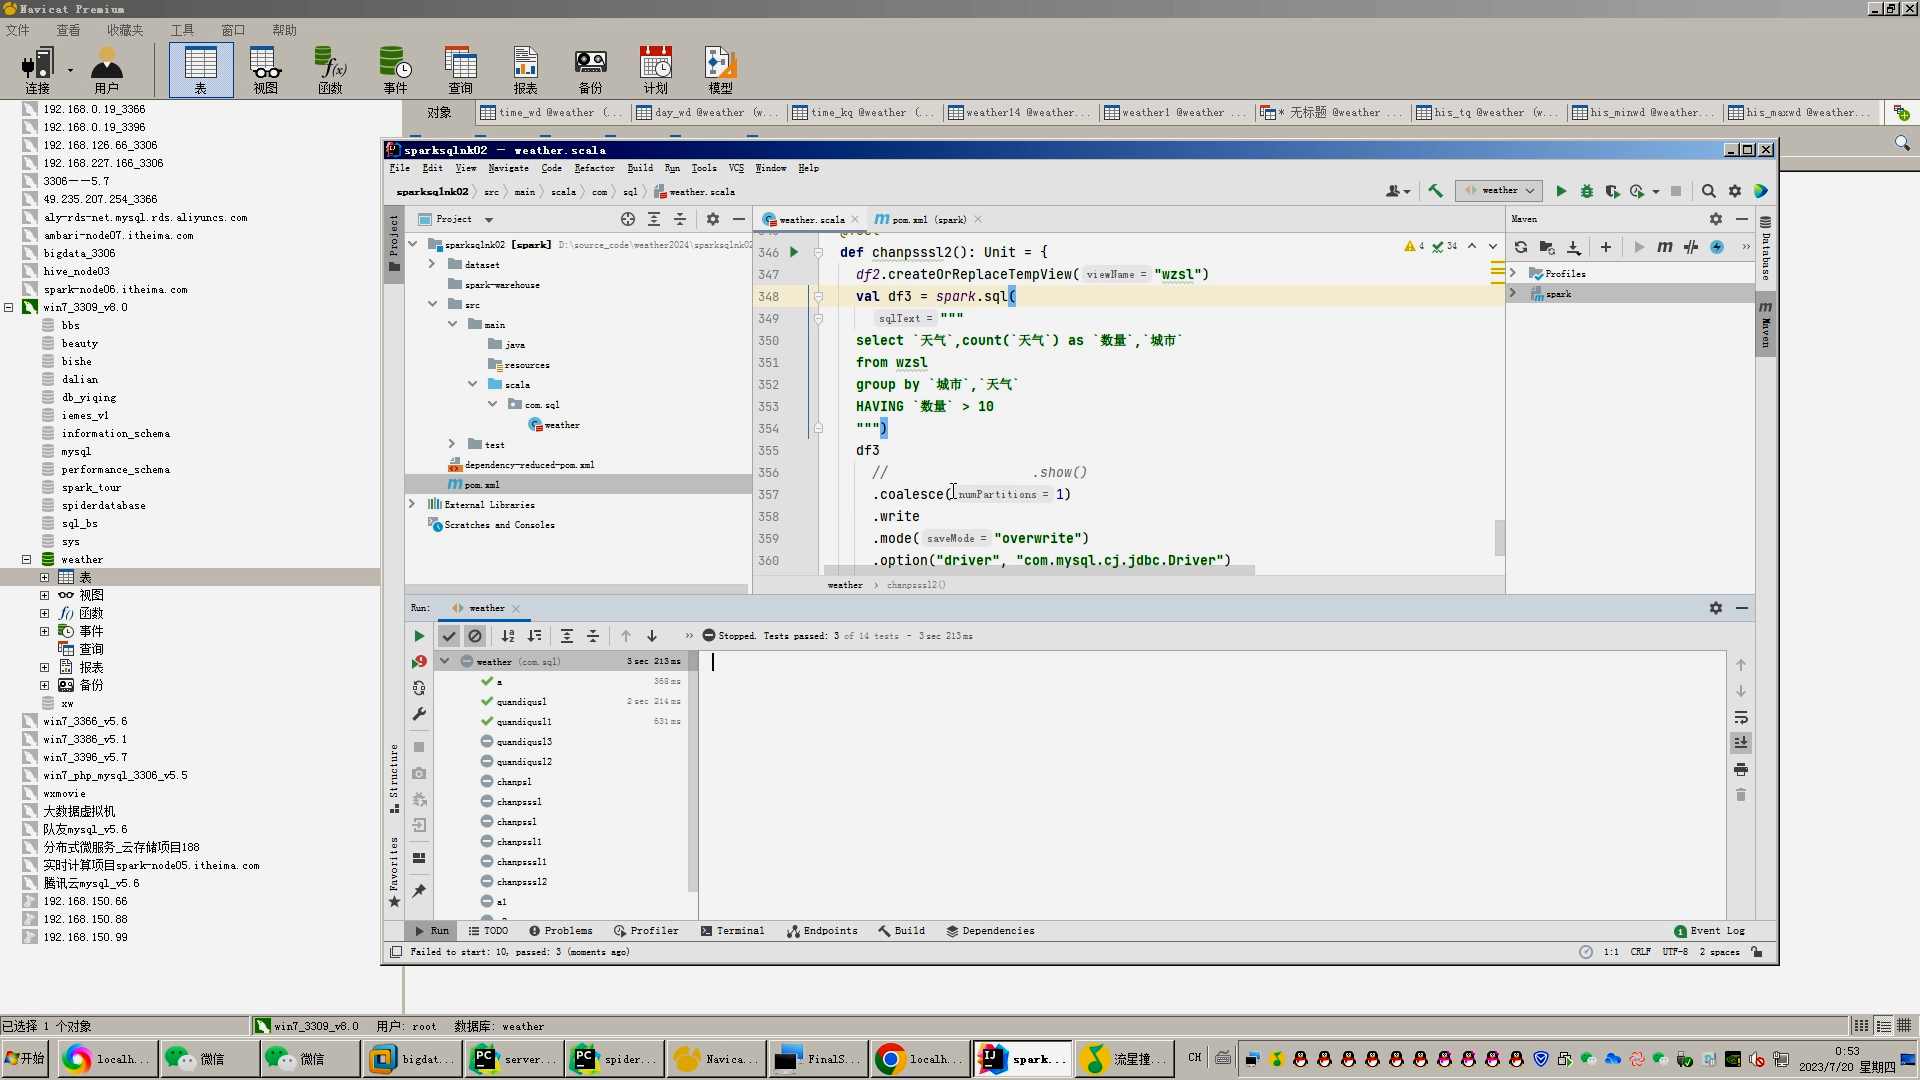 Navicat Premium
文件 查看 收藏夹 工具 窗口 帮助
连接 用户 表 视图 函数 事件 查询 报表 备份 计划 模型
对象 time_wd @weather (... day_wd @weather (w... time_kq @weather (... weather14 @weather... weather1 @weather ... * 无标题 @weather ... his_tq @weather (w... his_minwd @weather... his_maxwd @weather...
192.168.0.19_3366
192.168.0.19_3396
192.168.126.66_3306
192.168.227.166_3306
3306——5.7
49.235.207.254_3366
aly-rds-net.mysql.rds.aliyuncs.com
ambari-node07.itheima.com
bigdata_3306
hive_node03
spark-node06.itheima.com
win7_3309_v8.0
bbs
beauty
bishe
dalian
db_yiqing
iemes_v1
information_schema
mysql
performance_schema
spark_tour
spiderdatabase
sql_bs
sys
weather
表
视图
函数
事件
查询
报表
备份
xw
win7_3366_v5.6
win7_3386_v5.1
win7_3396_v5.7
win7_php_mysql_3306_v5.5
wxmovie
大数据虚拟机
队友mysql_v5.6
分布式微服务_云存储项目188
实时计算项目spark-node05.itheima.com
腾讯云mysql_v5.6
192.168.150.66
192.168.150.88
192.168.150.99
sparksqlnk02 – weather.scala
File Edit View Navigate Code Refactor Build Run Tools VCS Window Help
sparksqlnk02 src main scala com sql weather.scala
weather
Project
weather.scala pom.xml (spark)
Maven
sparksqlnk02 [spark] D:\source_code\weather2024\sparksqlnk02
dataset
spark-warehouse
src
main
java
resources
scala
com.sql
weather
test
dependency-reduced-pom.xml
pom.xml
External Libraries
Scratches and Consoles
4 34
346 def chanpsssl2(): Unit = {
347 df2.createOrReplaceTempView( viewName = "wzsl")
348 val df3 = spark.sql(
349 sqlText = """
350 select `天气`,count(`天气`) as `数量`,`城市`
351 from wzsl
352 group by `城市`,`天气`
353 HAVING `数量` > 10
354 """)
355 df3
356 // .show()
357 .coalesce( numPartitions = 1)
358 .write
359 .mode( saveMode = "overwrite")
360 .option("driver", "com.mysql.cj.jdbc.Driver")
weather chanpsssl2()
Profiles
spark
Project
Structure
Favorites
Database
Maven
Run: weather
Stopped. Tests passed: 3 of 14 tests – 3 sec 213 ms
weather (com.sql) 3 sec 213 ms
a 368 ms
quandiqusl 2 sec 214 ms
quandiqusl1 631 ms
quandiqusl3
quandiqusl2
chanpsl
chanpsssl
chanpssl
chanpssl1
chanpsssl1
chanpsssl2
a1
Run TODO Problems Profiler Terminal Endpoints Build Dependencies
1 Event Log
Failed to start: 10, passed: 3 (moments ago)
1:1 CRLF UTF-8 2 spaces
已选择 1 个对象 win7_3309_v8.0 用户: root 数据库: weather
开始 localh... 微信 微信 bigdat... server... spider... Navica... FinalS... localh... spark... 流星撞...
CH
0:53
2023/7/20 星期四